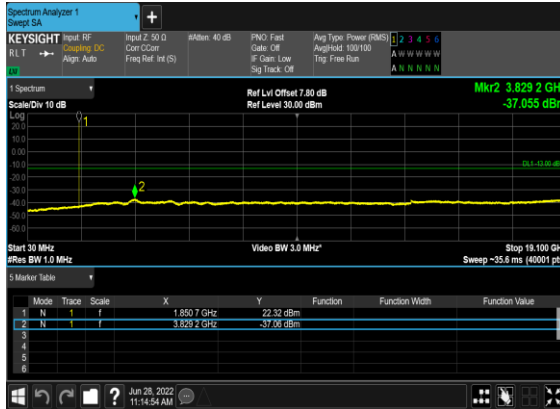 Spectrum Analyzer 1
Swept SA
+
KEYSIGHT Input: RF Input Z: 50 Ω #Atten: 40 dB PNO: Fast Avg Type: Power (RMS) 1 2 3 4 5 6
RLT Coupling: DC Corr CCorr Gate: Off Avg|Hold: 100/100 A W W W W W
Align: Auto Freq Ref: Int (S) IF Gain: Low Trig: Free Run
LU Sig Track: Off A N N N N N
1 Spectrum Ref Lvl Offset 7.80 dB Mkr2 3.829 2 GH
Scale/Div 10 dB Ref Level 30.00 dBm -37.055 dBr
Log
1
20.0
10.0
0.00
-10.0 DL1 -13.00 dB
-20.0
-30.0 2
-40.0
-50.0
-60.0
Start 30 MHz Video BW 3.0 MHz* Stop 19.100 GH
#Res BW 1.0 MHz Sweep ~35.6 ms (40001 pt
5 Marker Table
Mode Trace Scale X Y Function Function Width Function Value
1 N 1 f 1.850 7 GHz 22.32 dBm
2 N 1 f 3.829 2 GHz -37.06 dBm
3
4
5
6
? Jun 28, 2022
11:14:54 AM